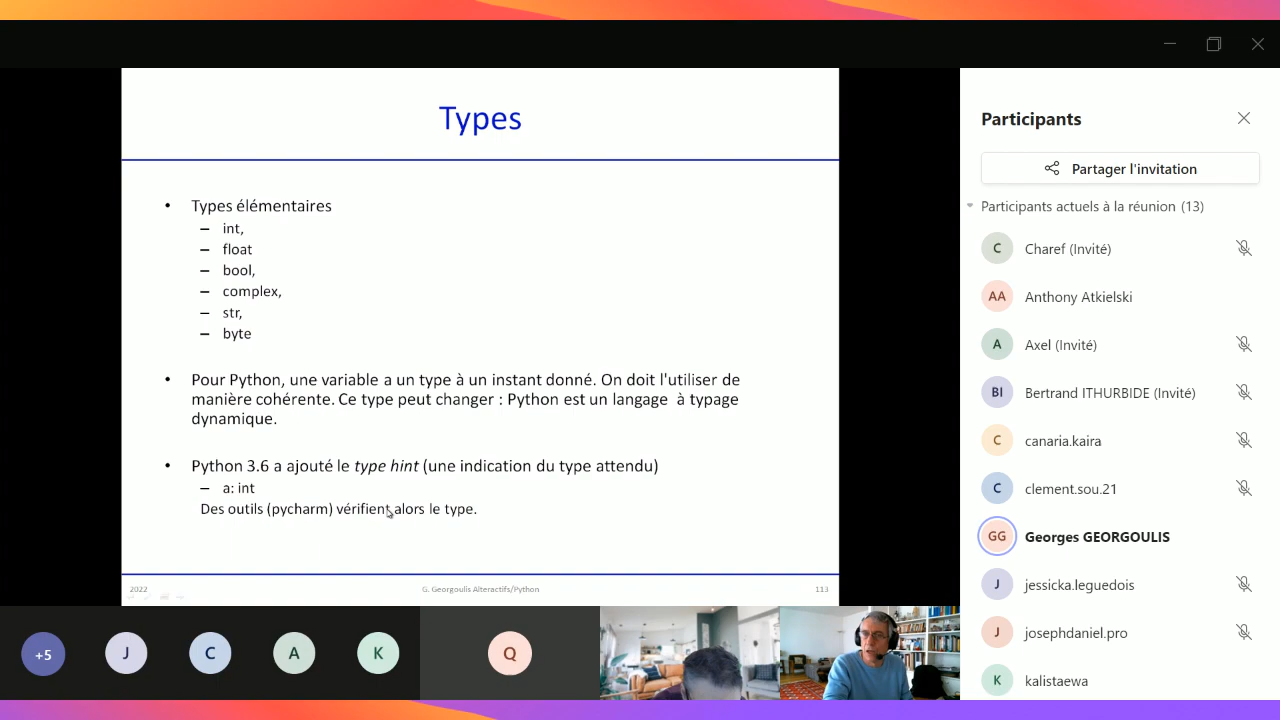 Types
• Types élémentaires
– int,
– float
– bool,
– complex,
– str,
– byte
• Pour Python, une variable a un type à un instant donné. On doit l'utiliser de
manière cohérente. Ce type peut changer : Python est un langage à typage
dynamique.
• Python 3.6 a ajouté le type hint (une indication du type attendu)
– a: int
Des outils (pycharm) vérifient alors le type.
2022
G. Georgoulis Alteractifs/Python
113
Participants
Partager l'invitation
Participants actuels à la réunion (13)
C Charef (Invité)
AA Anthony Atkielski
A Axel (Invité)
BI Bertrand ITHURBIDE (Invité)
C canaria.kaira
C clement.sou.21
GG Georges GEORGOULIS
J jessicka.leguedois
J josephdaniel.pro
K kalistaewa
+5
J
C
A
K
Q